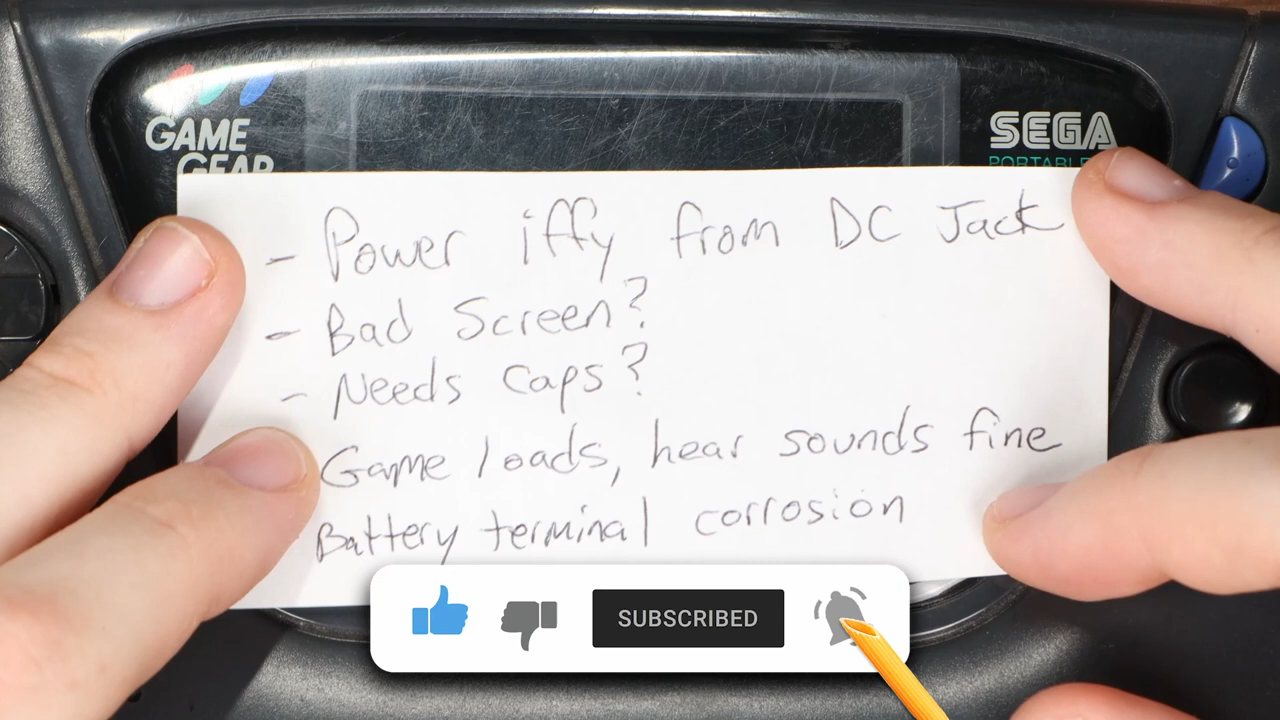 GAME
GEAR
SEGA
- Power iffy from DC Jack
- Bad Screen?
- Needs caps?
Game loads, hear sounds fine
Battery terminal corrosion
SUBSCRIBED